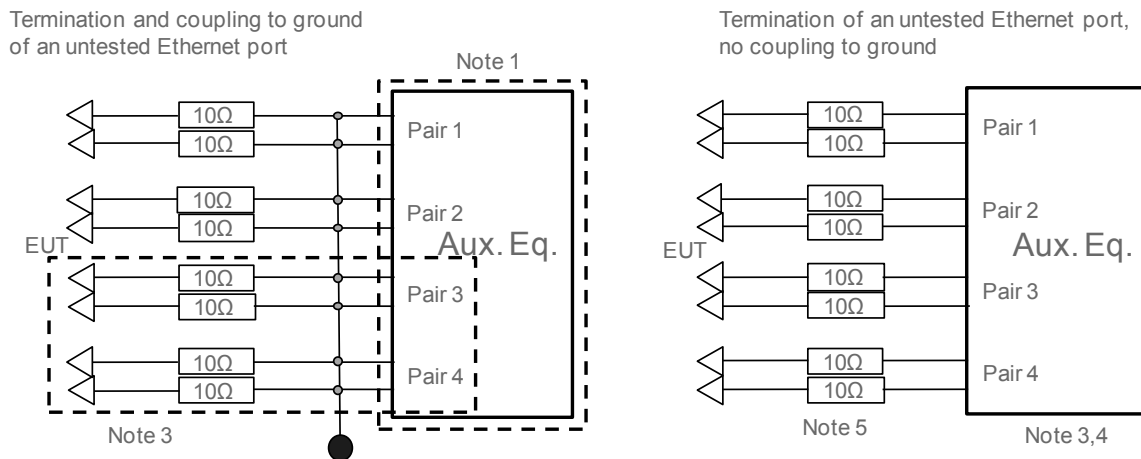 Termination and coupling to ground
of an untested Ethernet port
Note 1
10Ω
10Ω
Pair 1
10Ω
10Ω
Pair 2
EUT
Aux. Eq.
10Ω
10Ω
Pair 3
10Ω
10Ω
Pair 4
Note 3
Termination of an untested Ethernet port,
no coupling to ground
10Ω
10Ω
Pair 1
10Ω
10Ω
Pair 2
EUT
Aux. Eq.
10Ω
10Ω
Pair 3
10Ω
10Ω
Pair 4
Note 5
Note 3,4